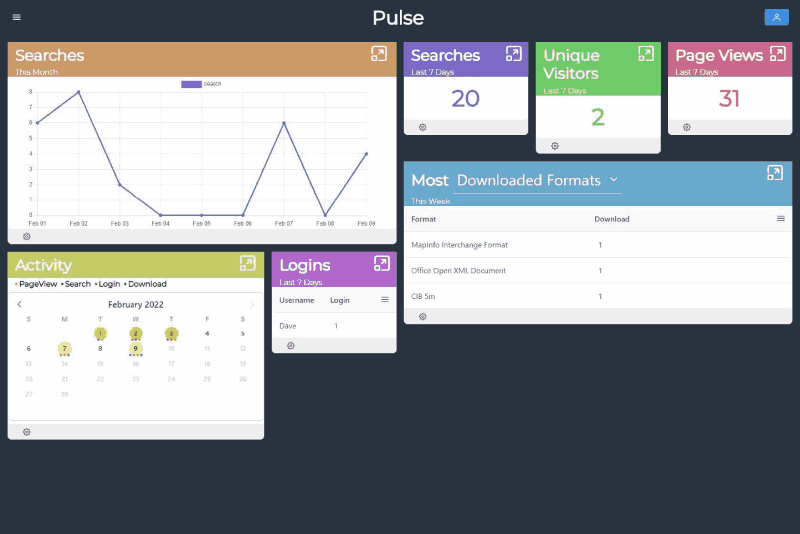 Pulse
Searches
This Month
search
8
7
6
5
4
3
2
1
0
Feb 01 Feb 02 Feb 03 Feb 04 Feb 05 Feb 06 Feb 07 Feb 08 Feb 09
Searches
Last 7 Days
20
Unique
Visitors
Last 7 Days
2
Page Views
Last 7 Days
31
Most Downloaded Formats
This Week
Format Download
MapInfo Interchange Format 1
Office Open XML Document 1
CIB 5m 1
Activity
•PageView •Search •Login •Download
February 2022
S M T W T F S
1 2 3 4 5
6 7 8 9 10 11 12
13 14 15 16 17 18 19
20 21 22 23 24 25 26
27 28
Logins
Last 7 Days
Username Login
Dave 1